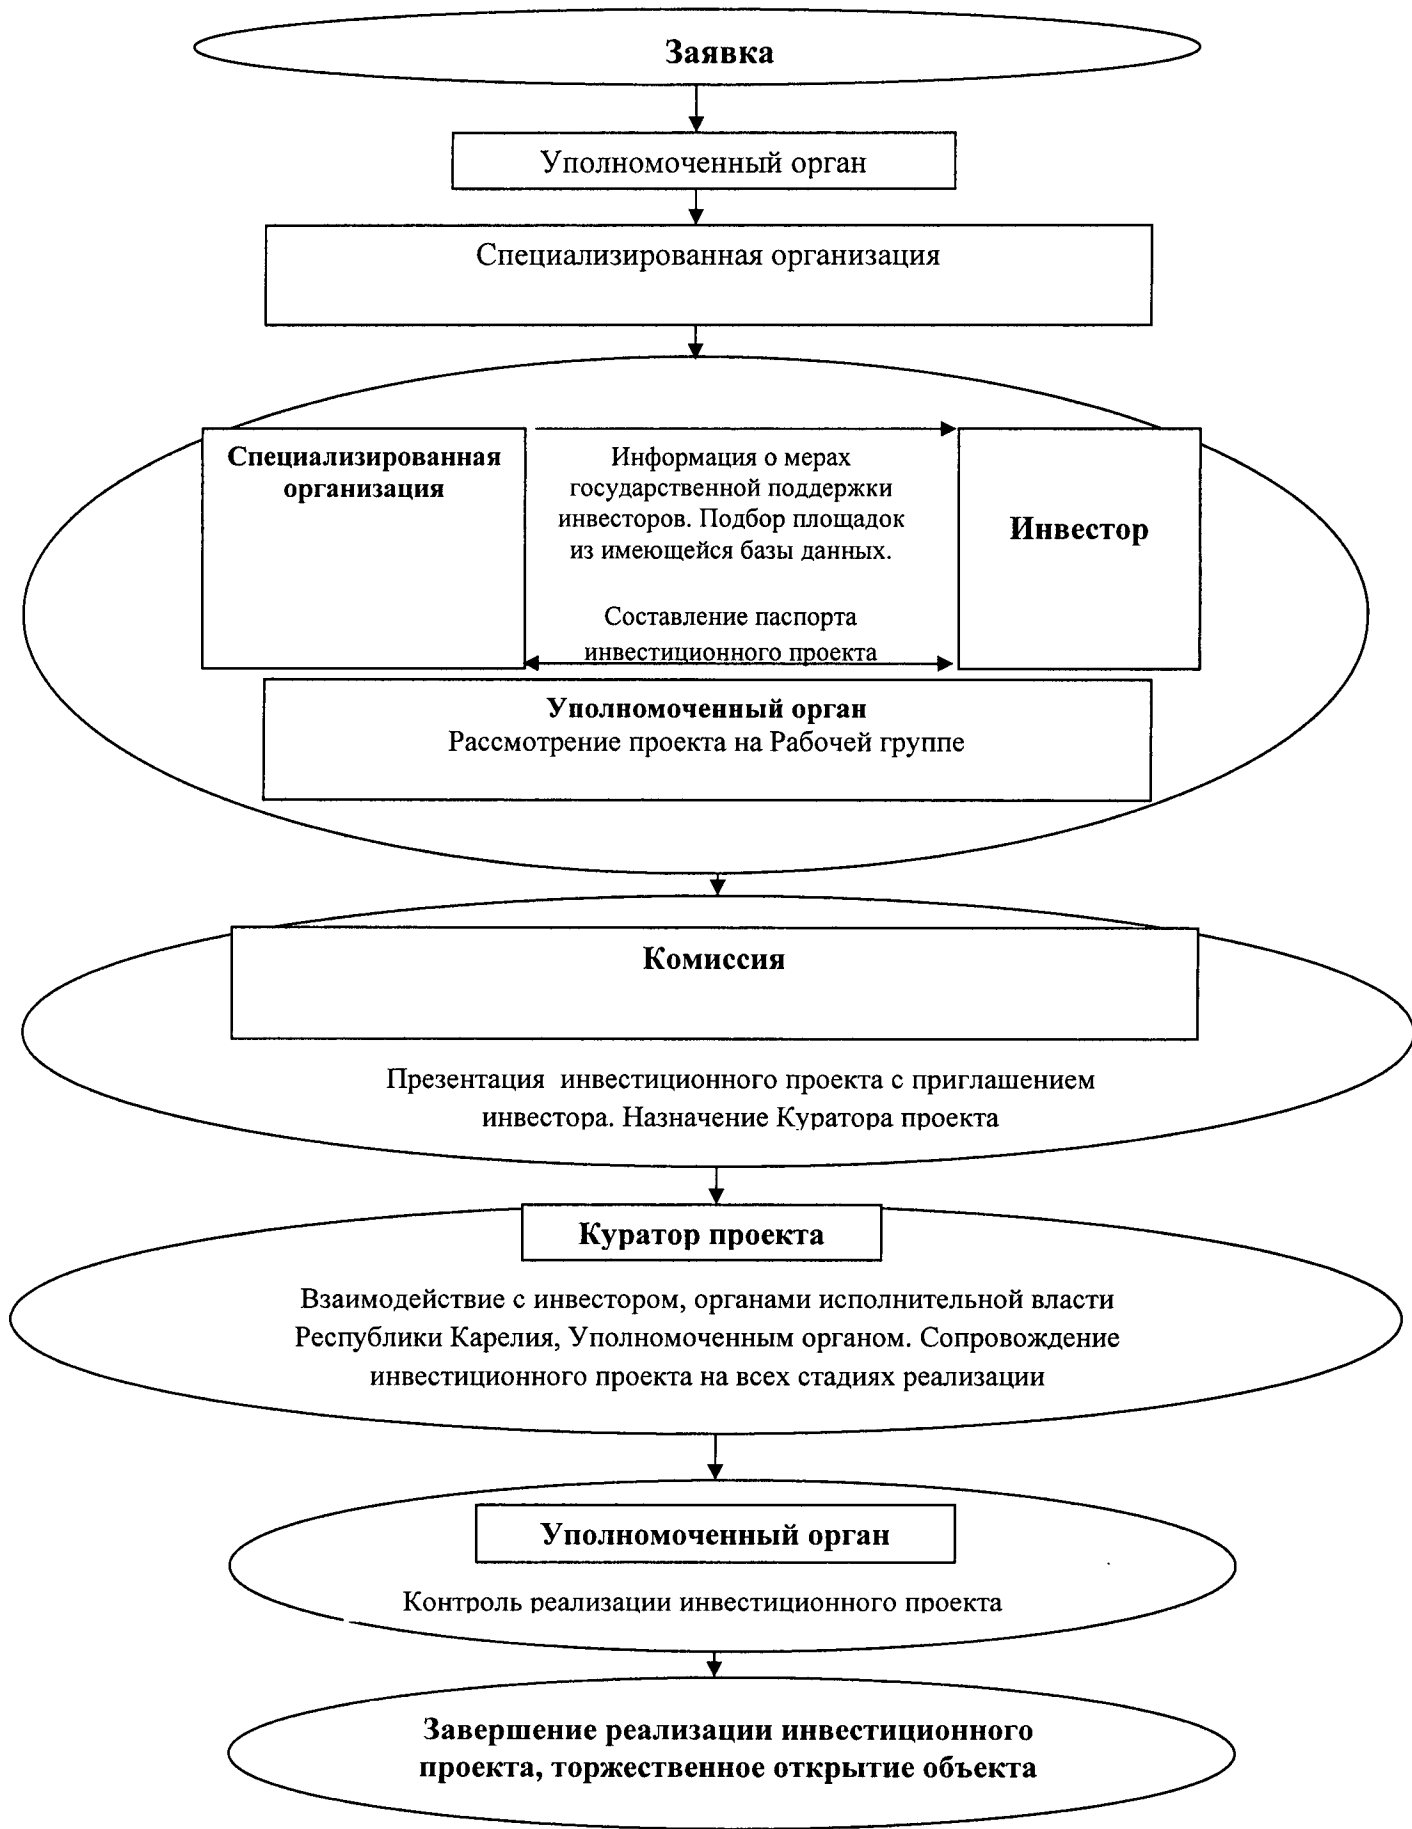 Заявка
Уполномоченный орган
Специализированная организация
Специализированная
организация
Информация о мерах
государственной поддержки
инвесторов. Подбор площадок
из имеющейся базы данных.
Инвестор
Составление паспорта
инвестиционного проекта
Уполномоченный орган
Рассмотрение проекта на Рабочей группе
Комиссия
Презентация инвестиционного проекта с приглашением
инвестора. Назначение Куратора проекта
Куратор проекта
Взаимодействие с инвестором, органами исполнительной власти
Республики Карелия, Уполномоченным органом. Сопровождение
инвестиционного проекта на всех стадиях реализации
Уполномоченный орган
Контроль реализации инвестиционного проекта
Завершение реализации инвестиционного
проекта, торжественное открытие объекта